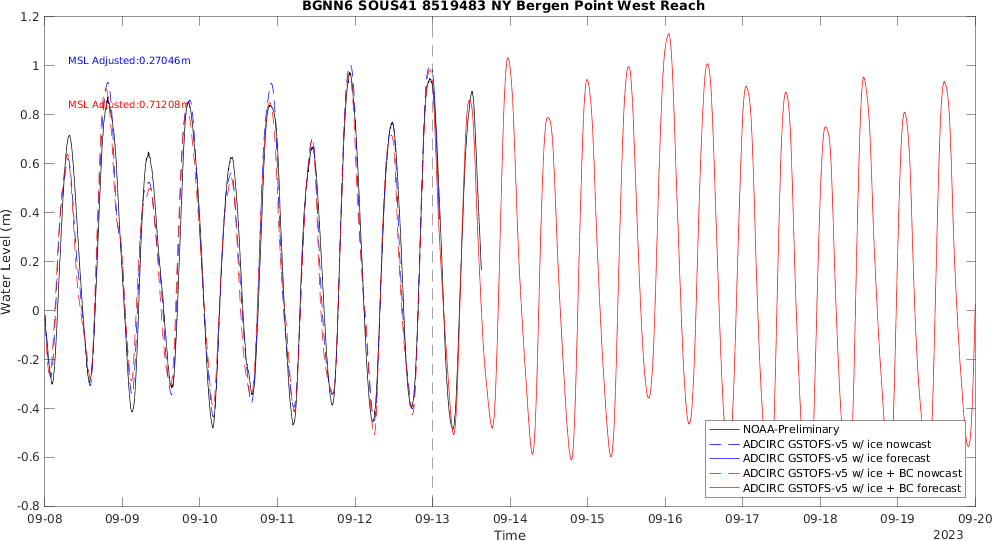 BGNN6 SOUS41 8519483 NY Bergen Point West Reach
1.2
1
0.8
0.6
0.4
0.2
0
-0.2
-0.4
-0.6
-0.8
Water Level (m)
MSL Adjusted:0.27046m
MSL Adjusted:0.71208m
NOAA-Preliminary
ADCIRC GSTOFS-v5 w/ ice nowcast
ADCIRC GSTOFS-v5 w/ ice forecast
ADCIRC GSTOFS-v5 w/ ice + BC nowcast
ADCIRC GSTOFS-v5 w/ ice + BC forecast
09-08 09-09 09-10 09-11 09-12 09-13 09-14 09-15 09-16 09-17 09-18 09-19 09-20
Time
2023